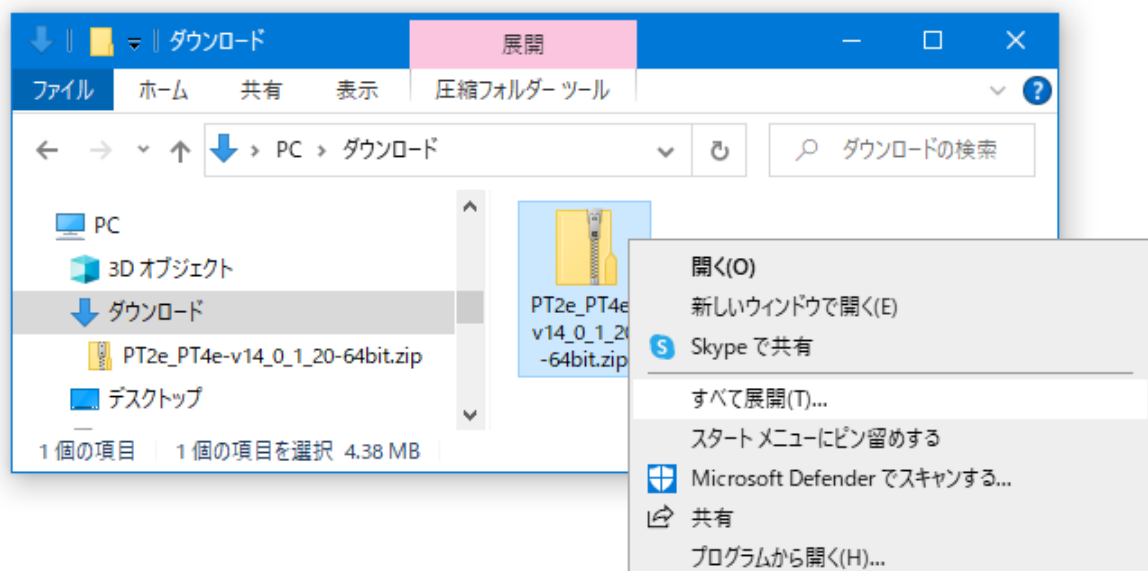 ダウンロード
展開
ファイル ホーム 共有 表示 圧縮フォルダー ツール
PC › ダウンロード
ダウンロードの検索
PC
3D オブジェクト
ダウンロード
PT2e_PT4e-v14_0_1_20-64bit.zip
デスクトップ
PT2e_PT4e
v14_0_1_20
-64bit.zip
1 個の項目 1 個の項目を選択 4.38 MB
開く(O)
新しいウィンドウで開く(E)
Skype で共有
すべて展開(T)...
スタート メニューにピン留めする
Microsoft Defender でスキャンする...
共有
プログラムから開く(H)...